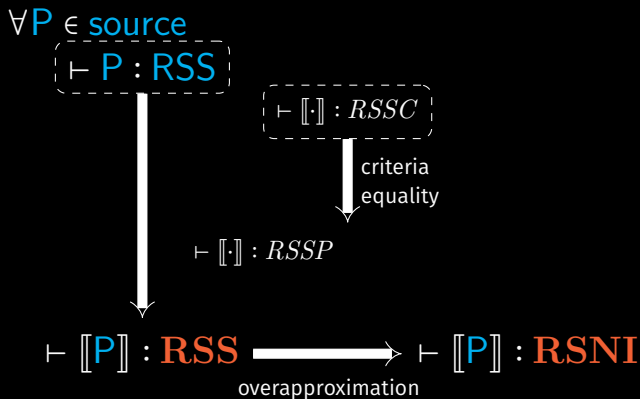 ∀P ∈ source
⊢ P : RSS
⊢ ⟦·⟧ : RSSC
criteria
equality
⊢ ⟦·⟧ : RSSP
⊢ ⟦P⟧ : RSS
⊢ ⟦P⟧ : RSNI
overapproximation